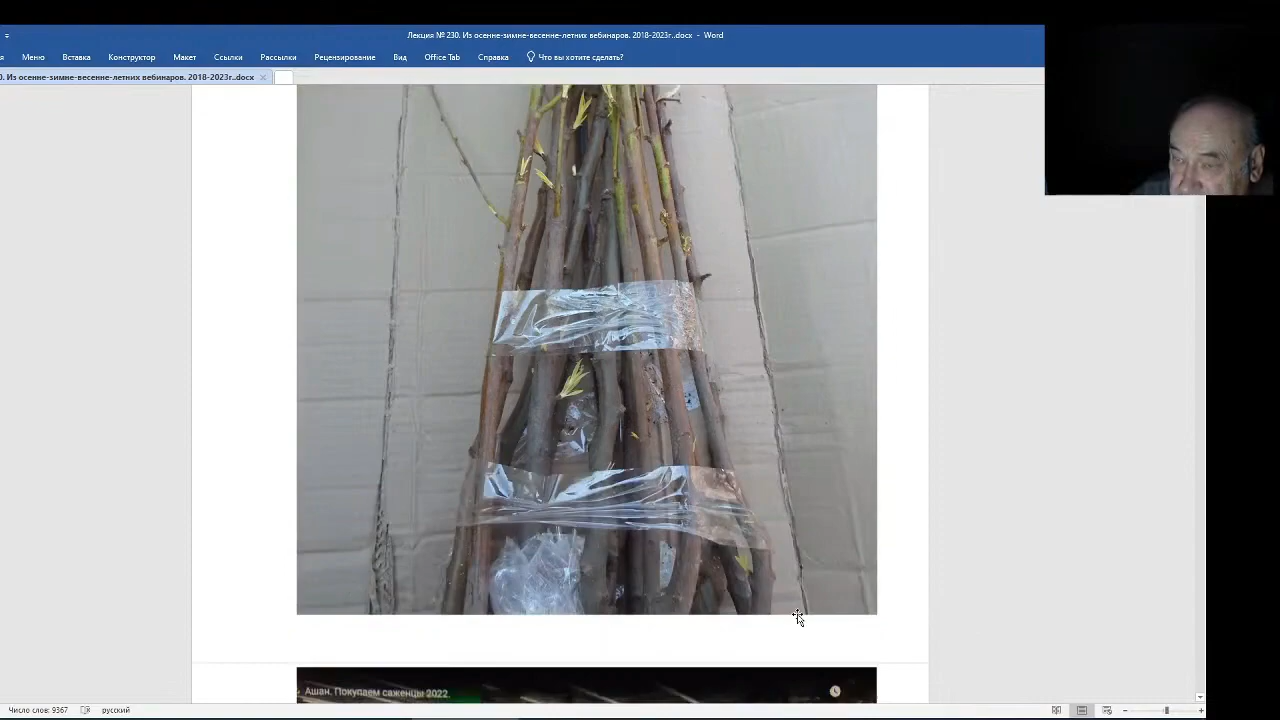 Лекция № 230. Из осенне-зимне-весенне-летних вебинаров. 2018-2023г..docx - Word
я Меню Вставка Конструктор Макет Ссылки Рассылки Рецензирование Вид Office Tab Справка Что вы хотите сделать?
0. Из осенне-зимне-весенне-летних вебинаров. 2018-2023г..docx
Ашан. Покупаем саженцы 2022.
Число слов: 9367 русский